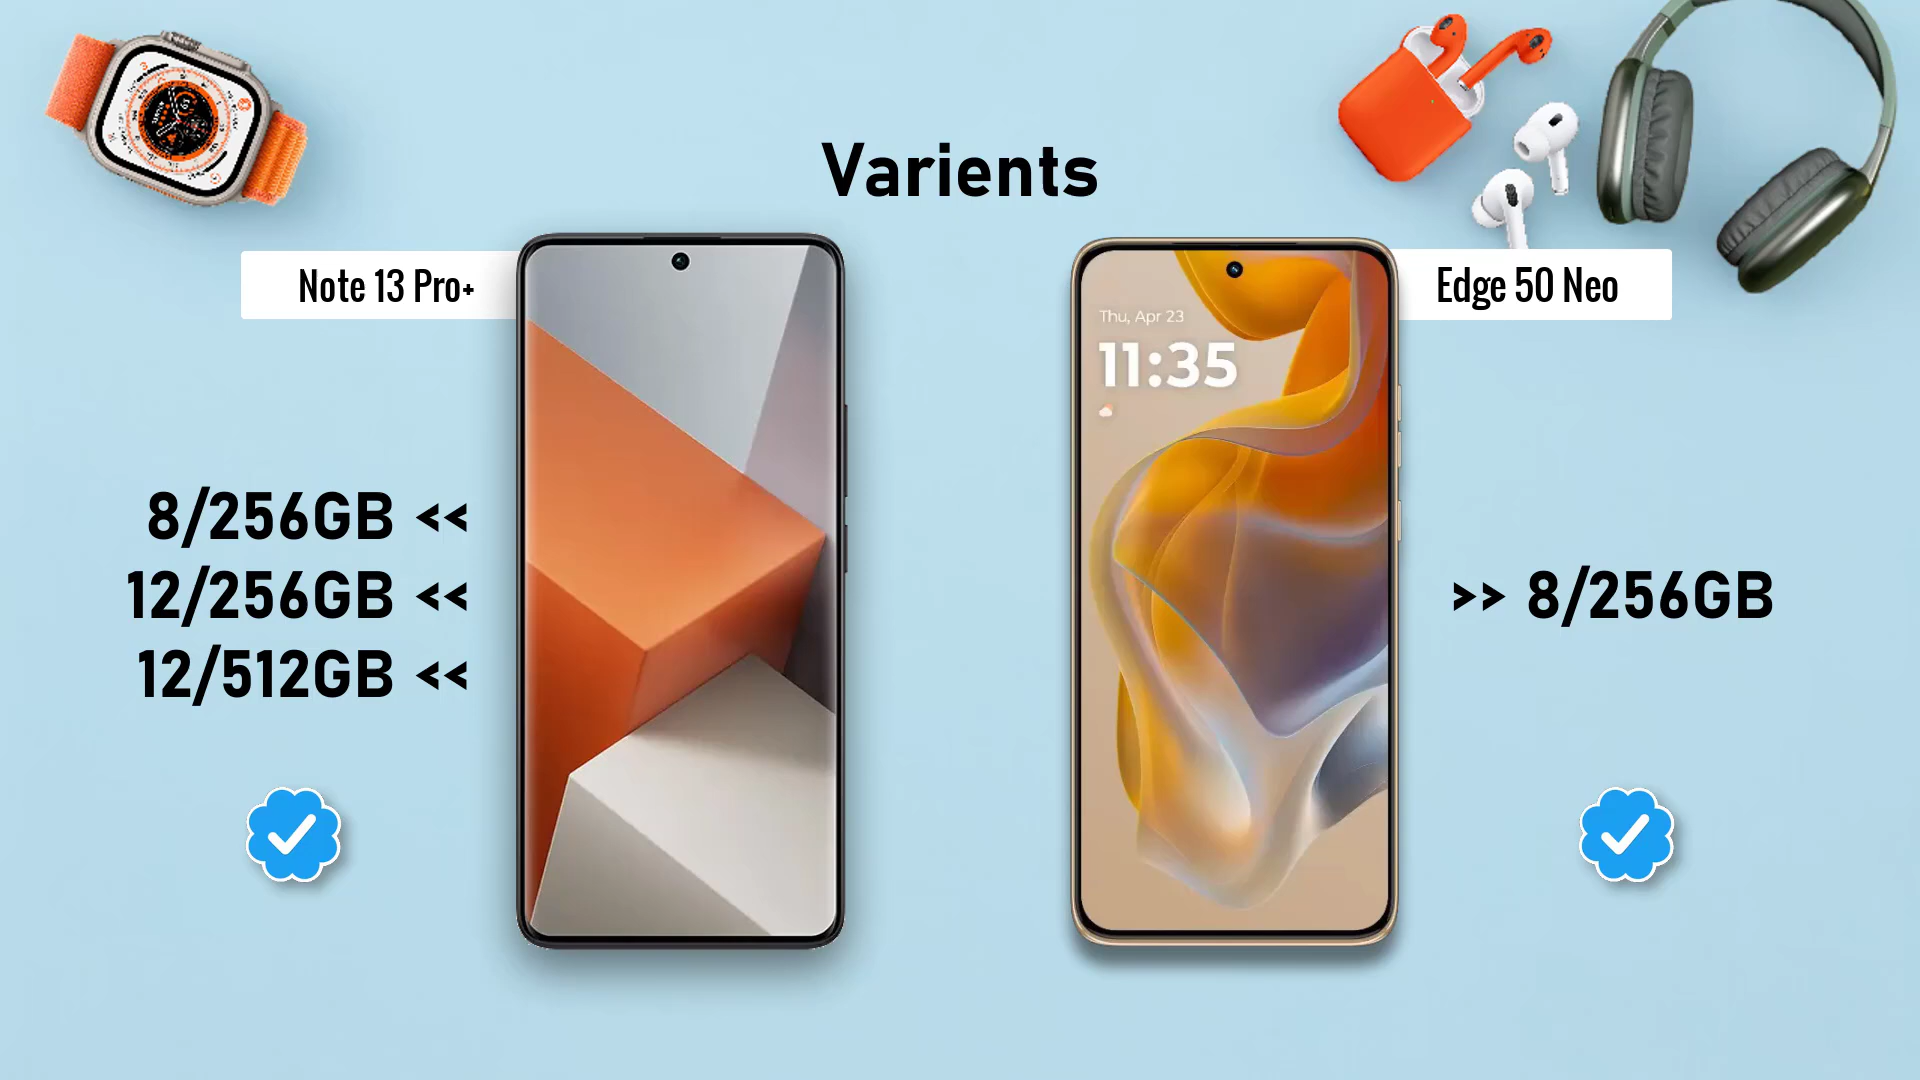 Varients
Note 13 Pro+
Edge 50 Neo
Thu, Apr 23
11:35
8/256GB <<
12/256GB <<
12/512GB <<
>> 8/256GB